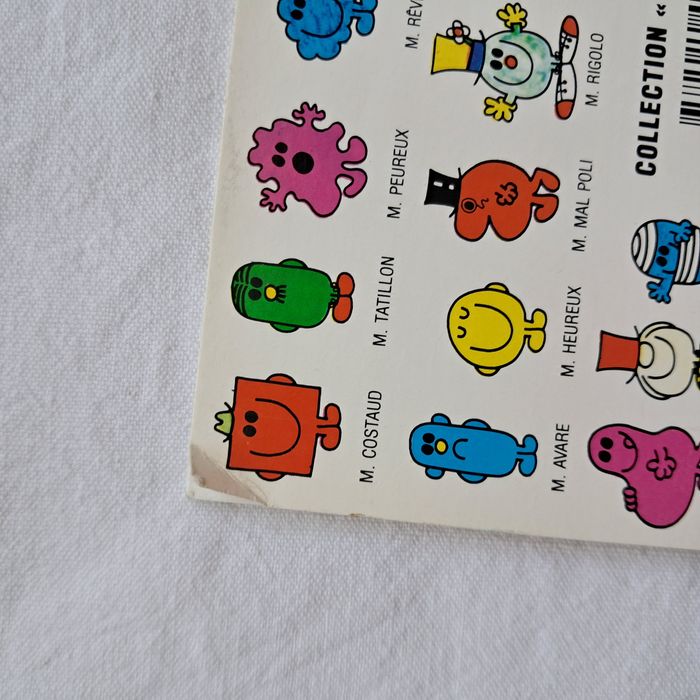 M. RÊV
M. PEUREUX
M. TATILLON
M. COSTAUD
M. RIGOLO
M. MAL POLI
M. HEUREUX
M. AVARE
COLLECTION «